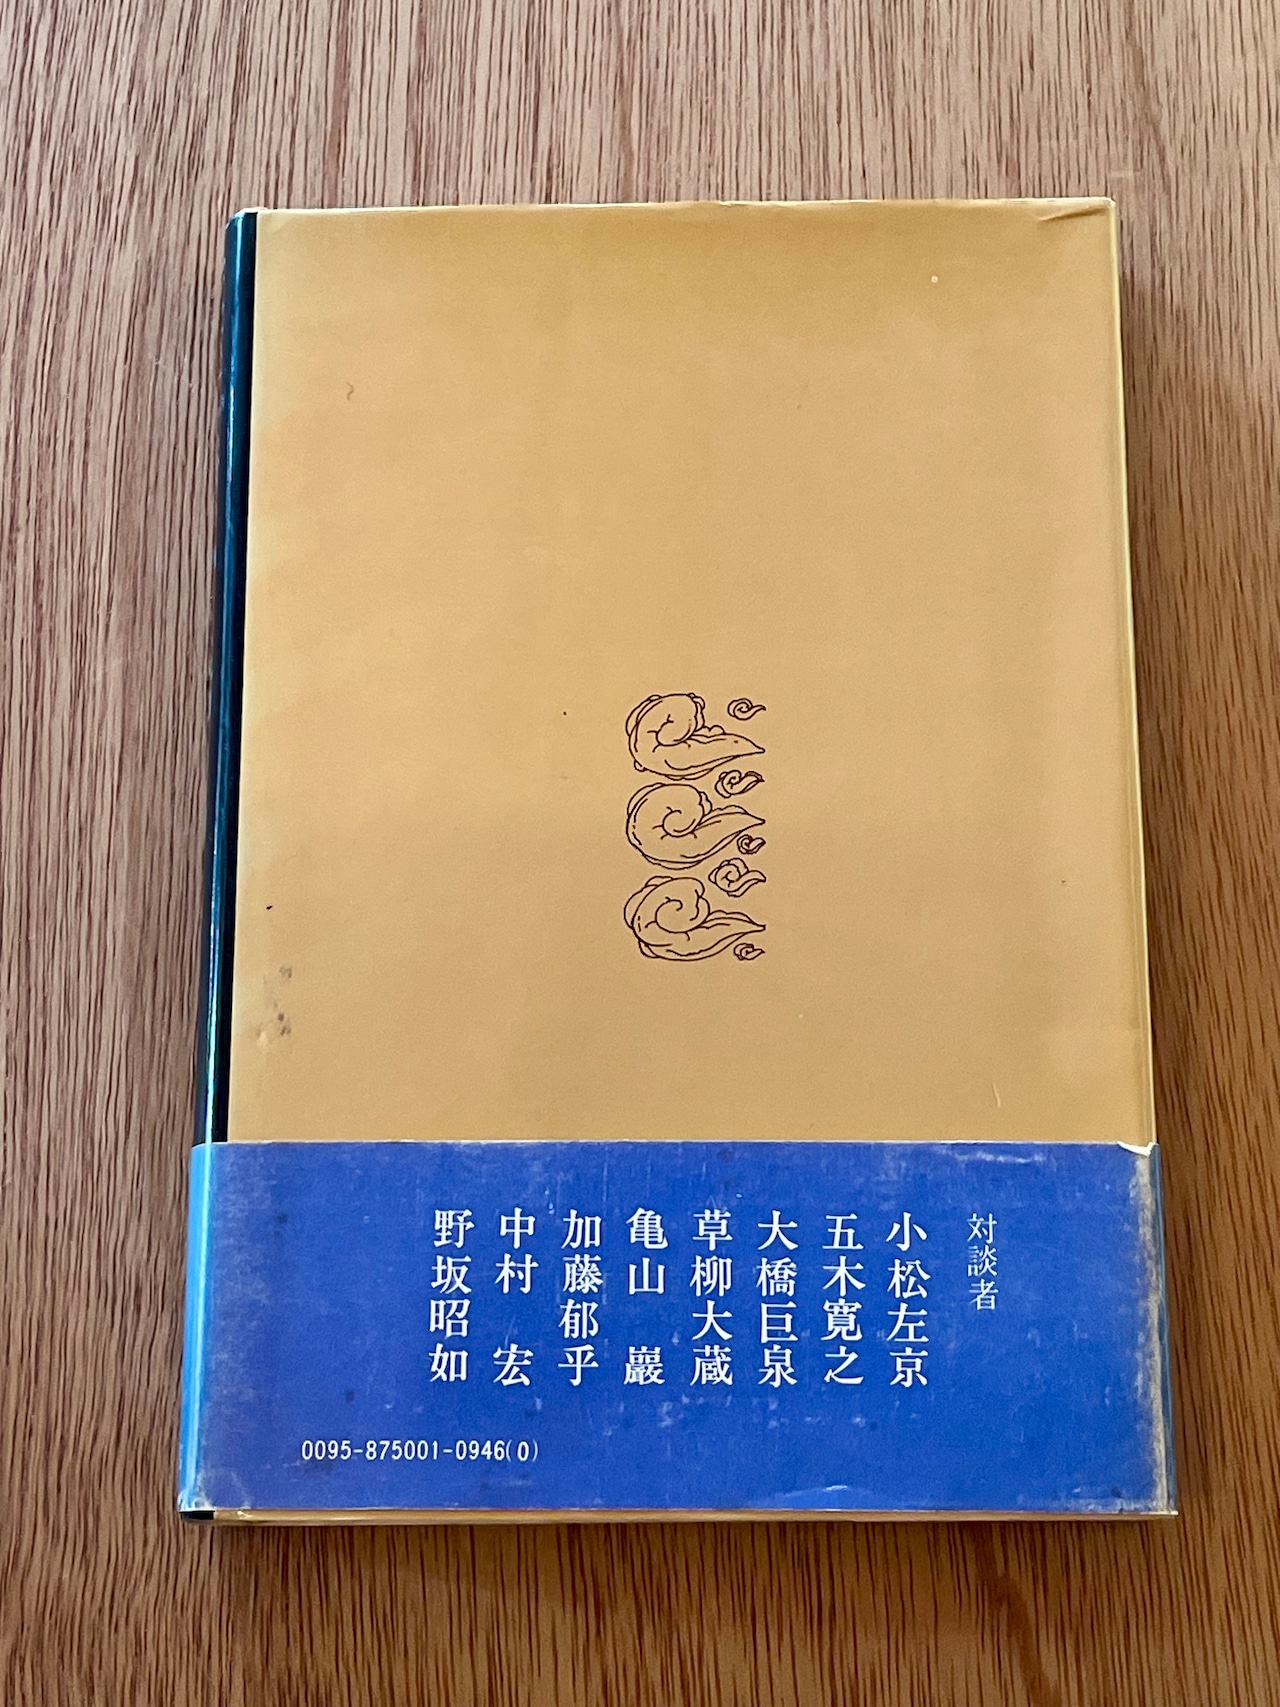 対談者
小松左京
五木寛之
大橋巨泉
草柳大蔵
亀山 巖
加藤郁乎
中村 宏
野坂昭如
0095-875001-0946(0)